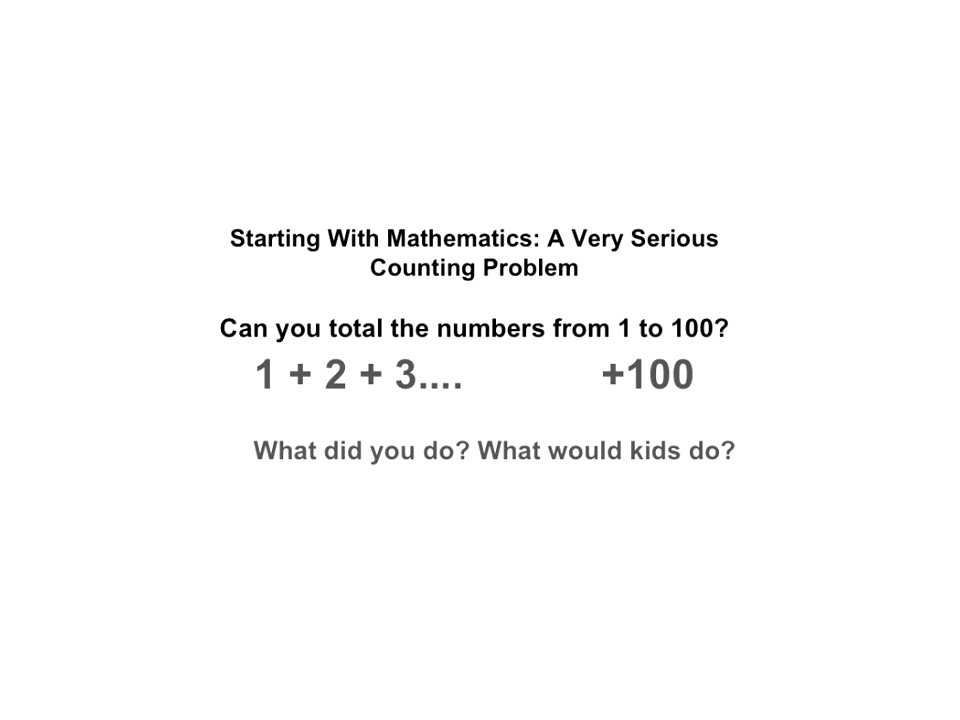 Starting With Mathematics: A Very Serious
Counting Problem
Can you total the numbers from 1 to 100?
1 + 2 + 3.... +100
What did you do? What would kids do?